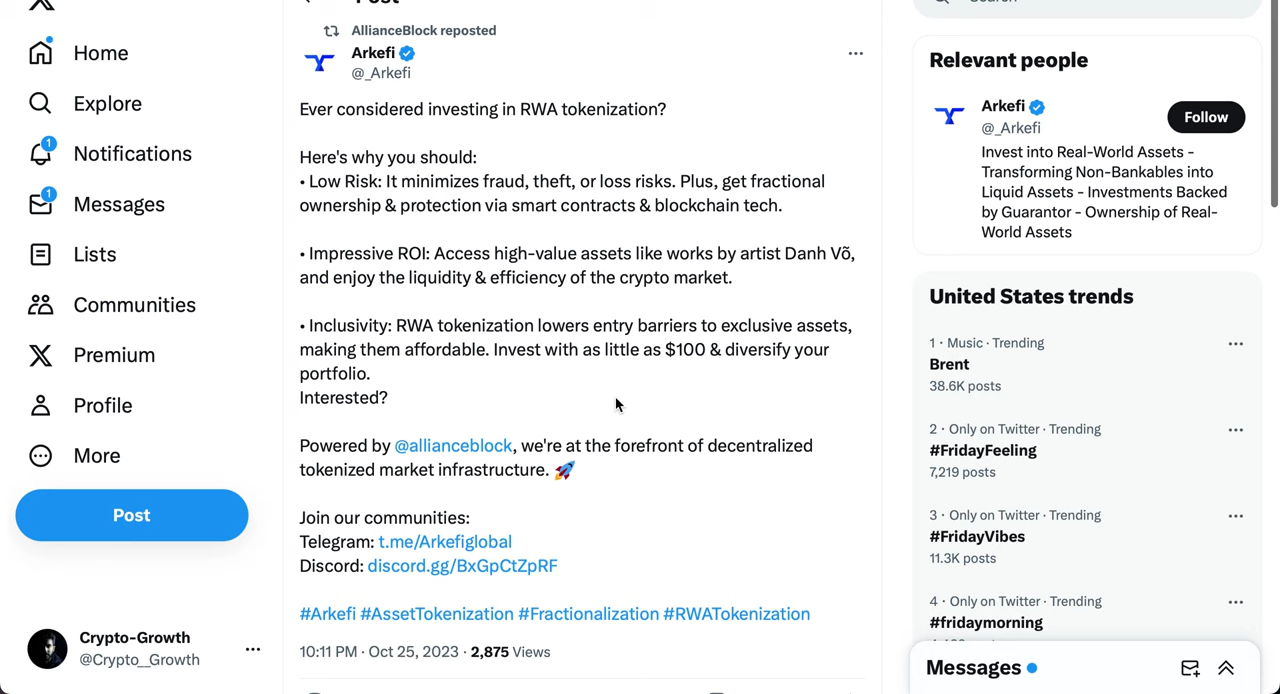 Post
Search
Home
Explore
Notifications
1
Messages
1
Lists
Communities
Premium
Profile
More
Post
Crypto-Growth
@Crypto__Growth
AllianceBlock reposted
Arkefi
@_Arkefi
Ever considered investing in RWA tokenization?
Here's why you should:
• Low Risk: It minimizes fraud, theft, or loss risks. Plus, get fractional
ownership & protection via smart contracts & blockchain tech.
• Impressive ROI: Access high-value assets like works by artist Danh Võ,
and enjoy the liquidity & efficiency of the crypto market.
• Inclusivity: RWA tokenization lowers entry barriers to exclusive assets,
making them affordable. Invest with as little as $100 & diversify your
portfolio.
Interested?
Powered by @allianceblock, we're at the forefront of decentralized
tokenized market infrastructure. 🚀
Join our communities:
Telegram: t.me/Arkefiglobal
Discord: discord.gg/BxGpCtZpRF
#Arkefi #AssetTokenization #Fractionalization #RWATokenization
10:11 PM · Oct 25, 2023 · 2,875 Views
Relevant people
Arkefi
@_Arkefi
Follow
Invest into Real-World Assets -
Transforming Non-Bankables into
Liquid Assets - Investments Backed
by Guarantor - Ownership of Real-
World Assets
United States trends
1 · Music · Trending
Brent
38.6K posts
2 · Only on Twitter · Trending
#FridayFeeling
7,219 posts
3 · Only on Twitter · Trending
#FridayVibes
11.3K posts
4 · Only on Twitter · Trending
#fridaymorning
Messages